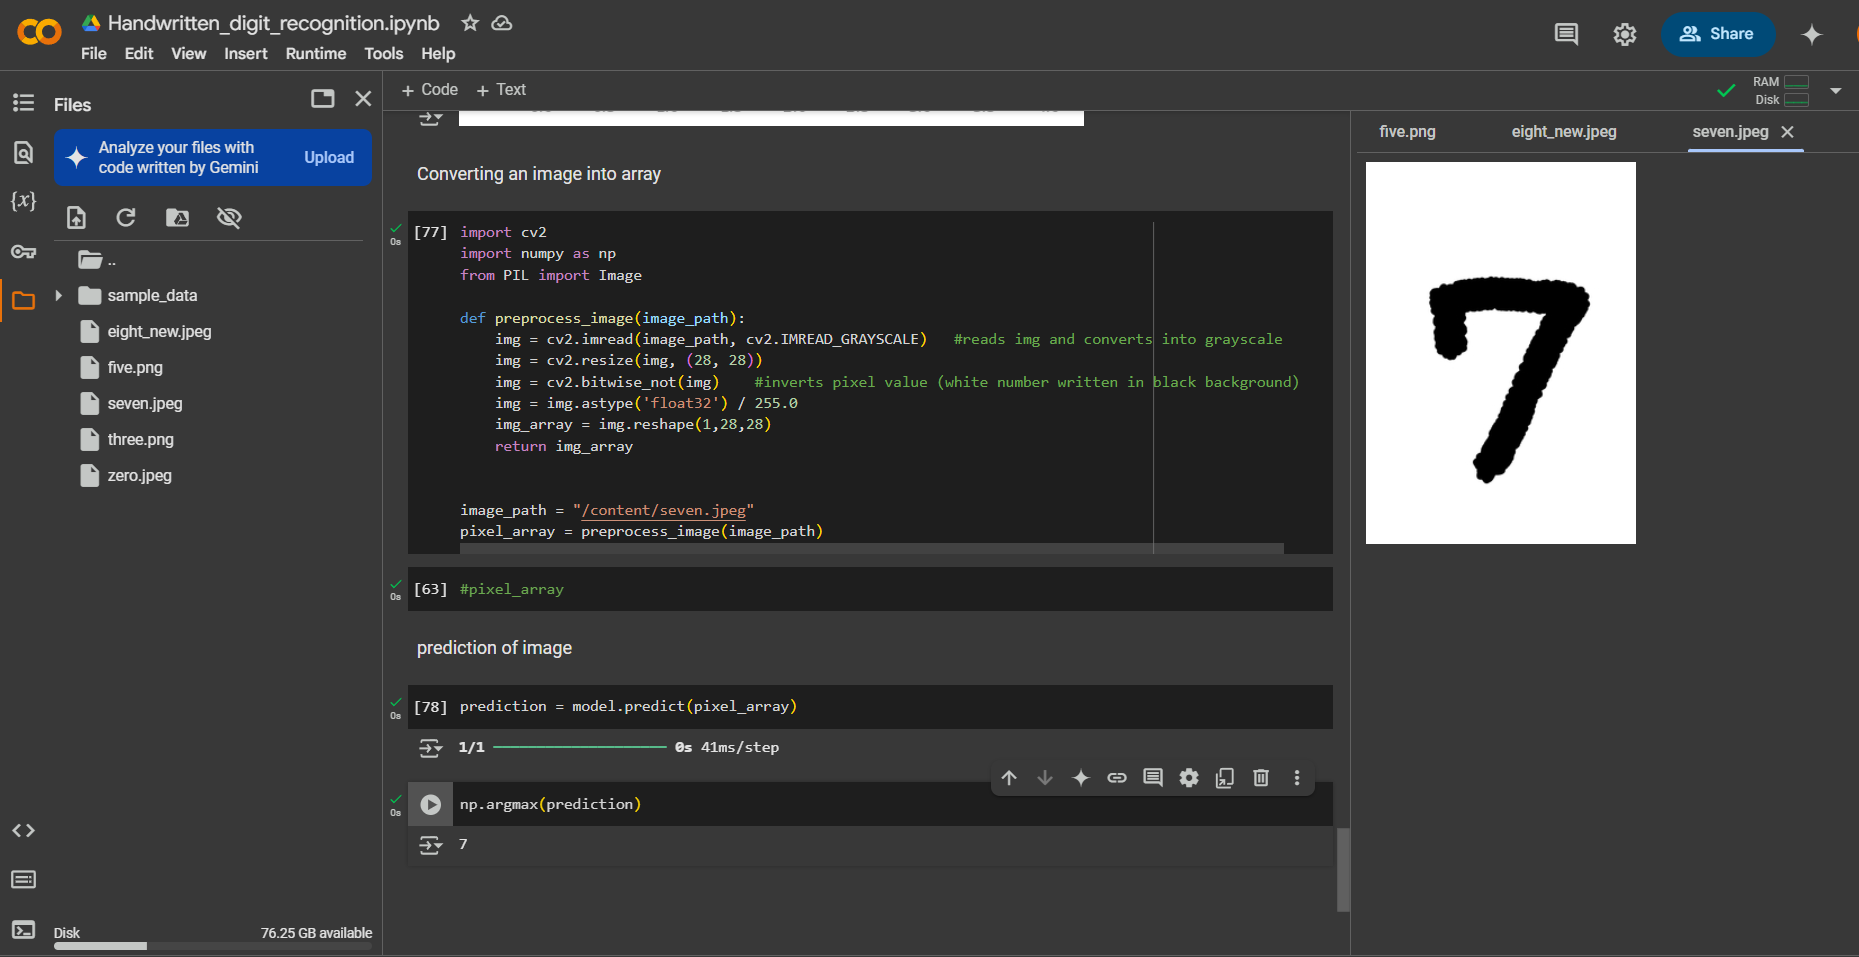 Handwritten_digit_recognition.ipynb
File Edit View Insert Runtime Tools Help
Share
Files
Analyze your files with
code written by Gemini
Upload
..
sample_data
eight_new.jpeg
five.png
seven.jpeg
three.png
zero.jpeg
Disk
76.25 GB available
+ Code + Text
RAM
Disk
Converting an image into array
0s
[77] import cv2
import numpy as np
from PIL import Image
def preprocess_image(image_path):
img = cv2.imread(image_path, cv2.IMREAD_GRAYSCALE) #reads img and converts into grayscale
img = cv2.resize(img, (28, 28))
img = cv2.bitwise_not(img) #inverts pixel value (white number written in black background)
img = img.astype('float32') / 255.0
img_array = img.reshape(1,28,28)
return img_array
image_path = "/content/seven.jpeg"
pixel_array = preprocess_image(image_path)
0s
[63] #pixel_array
prediction of image
0s
[78] prediction = model.predict(pixel_array)
1/1 0s 41ms/step
0s
np.argmax(prediction)
7
five.png eight_new.jpeg seven.jpeg
7